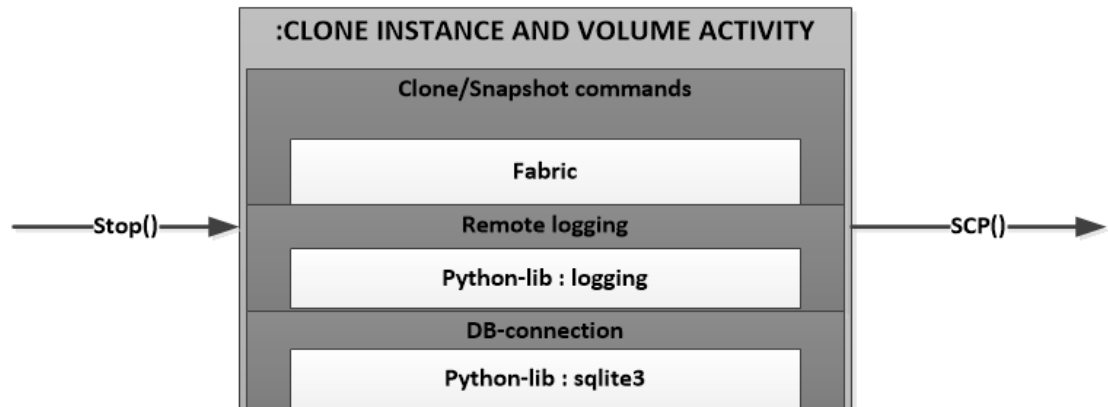 :CLONE INSTANCE AND VOLUME ACTIVITY
Clone/Snapshot commands
Fabric
Stop()
Remote logging
SCP()
Python-lib : logging
DB-connection
Python-lib : sqlite3